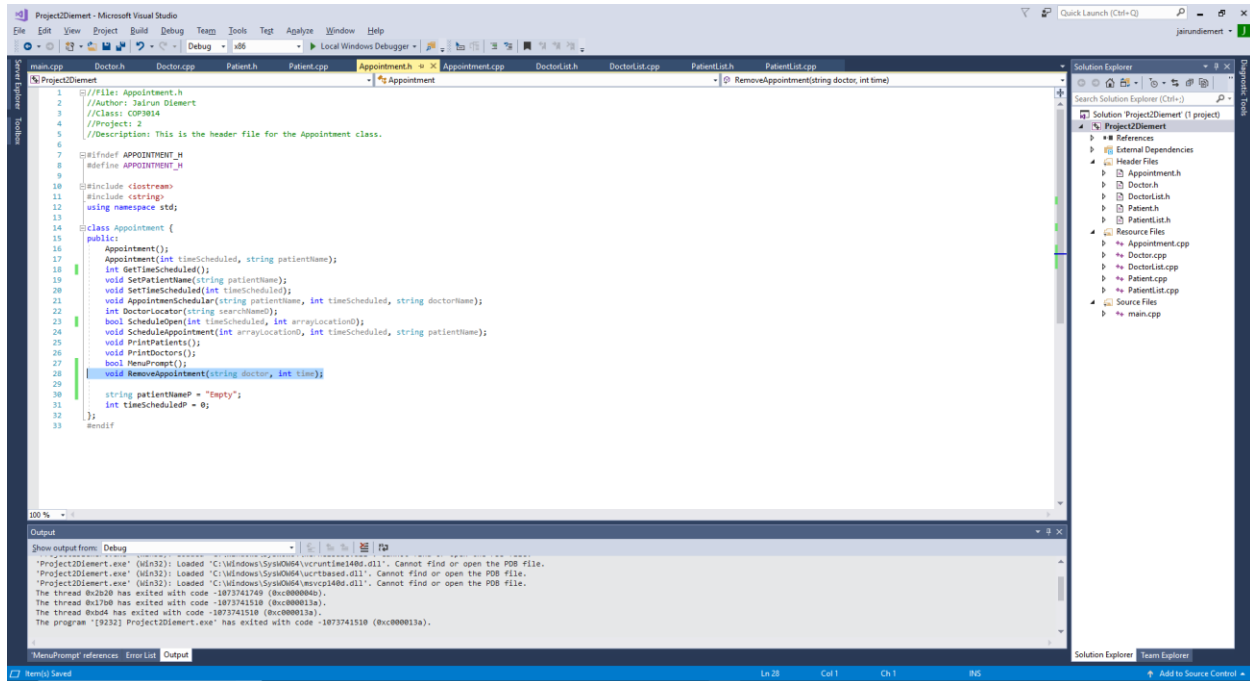 Project2Diemert - Microsoft Visual Studio
Quick Launch (Ctrl+Q)
File Edit View Project Build Debug Team Tools Test Analyze Window Help
jairundiemert
J
Debug x86 Local Windows Debugger
Server Explorer
Toolbox
main.cpp Doctor.h Doctor.cpp Patient.h Patient.cpp Appointment.h Appointment.cpp DoctorList.h DoctorList.cpp PatientList.h PatientList.cpp
Project2Diemert Appointment RemoveAppointment(string doctor, int time)
1 //File: Appointment.h
2 //Author: Jairun Diemert
3 //Class: COP3014
4 //Project: 2
5 //Description: This is the header file for the Appointment class.
6
7 #ifndef APPOINTMENT_H
8 #define APPOINTMENT_H
9
10 #include <iostream>
11 #include <string>
12 using namespace std;
13
14 class Appointment {
15 public:
16 Appointment();
17 Appointment(int timeScheduled, string patientName);
18 int GetTimeScheduled();
19 void SetPatientName(string patientName);
20 void SetTimeScheduled(int timeScheduled);
21 void AppointmenSchedular(string patientName, int timeScheduled, string doctorName);
22 int DoctorLocator(string searchNameD);
23 bool ScheduleOpen(int timeScheduled, int arrayLocationD);
24 void ScheduleAppointment(int arrayLocationD, int timeScheduled, string patientName);
25 void PrintPatients();
26 void PrintDoctors();
27 bool MenuPrompt();
28 void RemoveAppointment(string doctor, int time);
29
30 string patientNameP = "Empty";
31 int timeScheduledP = 0;
32 };
33 #endif
100 %
Output
Show output from: Debug
'Project2Diemert.exe' (Win32): Loaded 'C:\Windows\SysWOW64\vcruntime140d.dll'. Cannot find or open the PDB file.
'Project2Diemert.exe' (Win32): Loaded 'C:\Windows\SysWOW64\ucrtbased.dll'. Cannot find or open the PDB file.
'Project2Diemert.exe' (Win32): Loaded 'C:\Windows\SysWOW64\msvcp140d.dll'. Cannot find or open the PDB file.
The thread 0x2b20 has exited with code -1073741749 (0xc000004b).
The thread 0x17b0 has exited with code -1073741510 (0xc000013a).
The thread 0xbd4 has exited with code -1073741510 (0xc000013a).
The program '[9232] Project2Diemert.exe' has exited with code -1073741510 (0xc000013a).
'MenuPrompt' references Error List Output
Solution Explorer
Search Solution Explorer (Ctrl+;)
Solution 'Project2Diemert' (1 project)
Project2Diemert
References
External Dependencies
Header Files
Appointment.h
Doctor.h
DoctorList.h
Patient.h
PatientList.h
Resource Files
Appointment.cpp
Doctor.cpp
DoctorList.cpp
Patient.cpp
PatientList.cpp
Source Files
main.cpp
Solution Explorer Team Explorer
Diagnostic Tools
Item(s) Saved Ln 28 Col 1 Ch 1 INS Add to Source Control